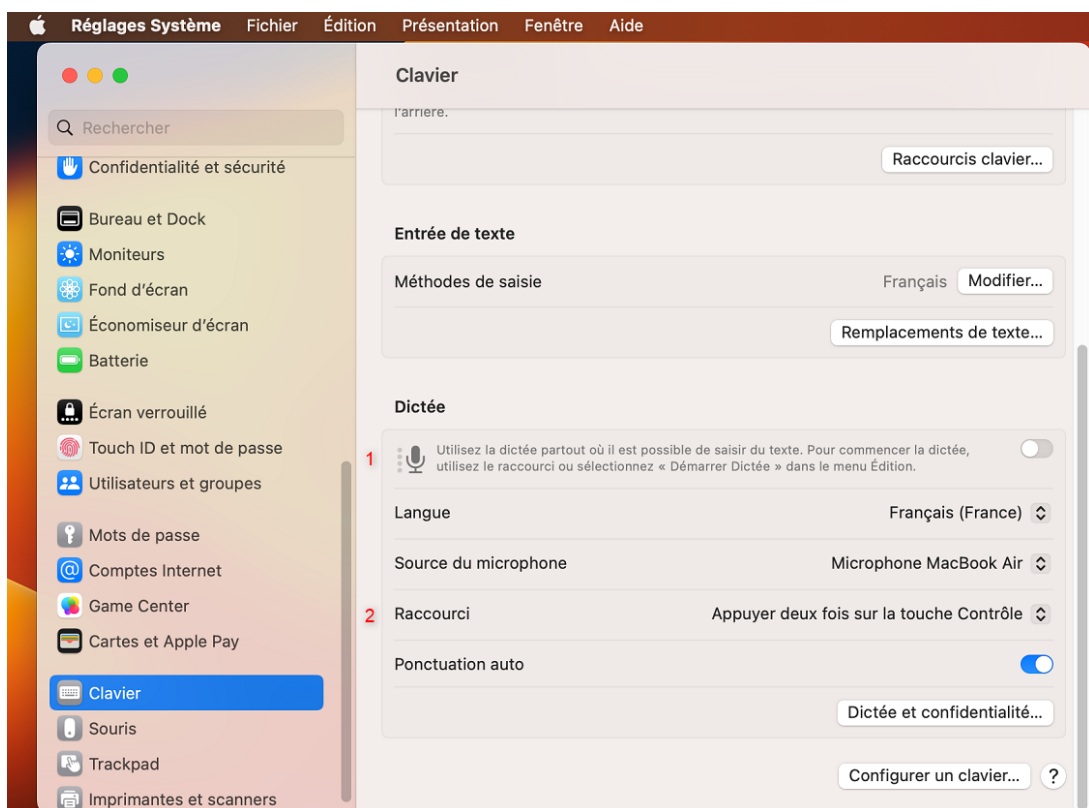 Réglages Système Fichier Édition Présentation Fenêtre Aide
Rechercher
Confidentialité et sécurité
Bureau et Dock
Moniteurs
Fond d'écran
Économiseur d'écran
Batterie
Écran verrouillé
Touch ID et mot de passe
Utilisateurs et groupes
Mots de passe
Comptes Internet
Game Center
Cartes et Apple Pay
Clavier
Souris
Trackpad
Imprimantes et scanners
Clavier
l'arrière.
Raccourcis clavier...
Entrée de texte
Méthodes de saisie Français Modifier...
Remplacements de texte...
Dictée
1 Utilisez la dictée partout où il est possible de saisir du texte. Pour commencer la dictée,
utilisez le raccourci ou sélectionnez « Démarrer Dictée » dans le menu Édition.
Langue Français (France)
Source du microphone Microphone MacBook Air
2 Raccourci Appuyer deux fois sur la touche Contrôle
Ponctuation auto
Dictée et confidentialité...
Configurer un clavier... ?